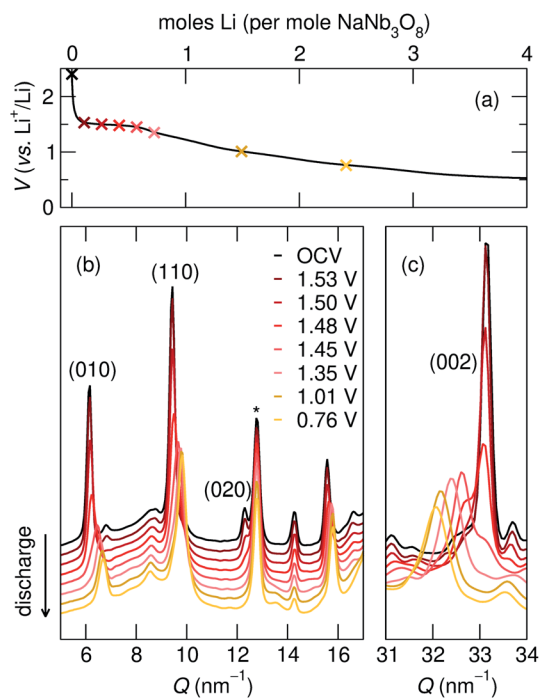 moles Li (per mole NaNb₃O₈)
0 1 2 3 4
V (vs. Li⁺/Li)
2
1
0
(a)
(b)
(c)
(110)
(010)
(020)
(002)
*
OCV
1.53 V
1.50 V
1.48 V
1.45 V
1.35 V
1.01 V
0.76 V
discharge
6 8 10 12 14 16
31 32 33 34
Q (nm⁻¹)
Q (nm⁻¹)